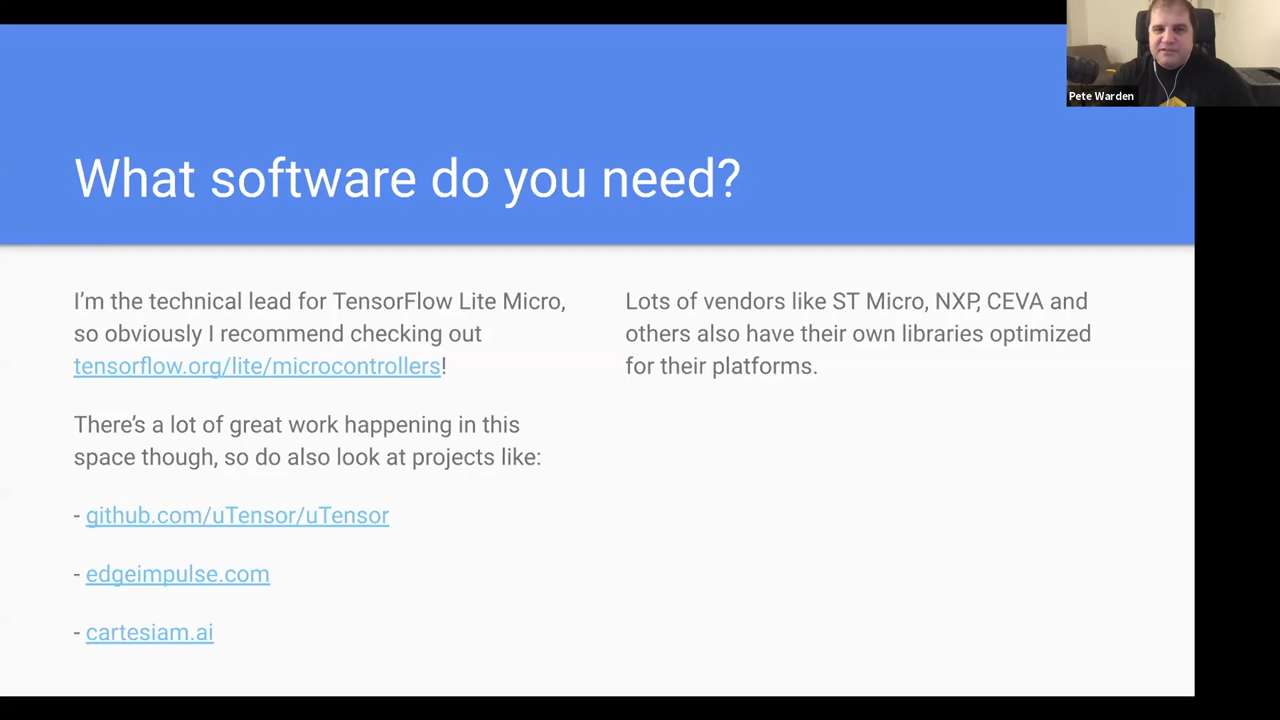 Pete Warden
What software do you need?
I'm the technical lead for TensorFlow Lite Micro,
so obviously I recommend checking out
tensorflow.org/lite/microcontrollers!
There's a lot of great work happening in this
space though, so do also look at projects like:
- github.com/uTensor/uTensor
- edgeimpulse.com
- cartesiam.ai
Lots of vendors like ST Micro, NXP, CEVA and
others also have their own libraries optimized
for their platforms.